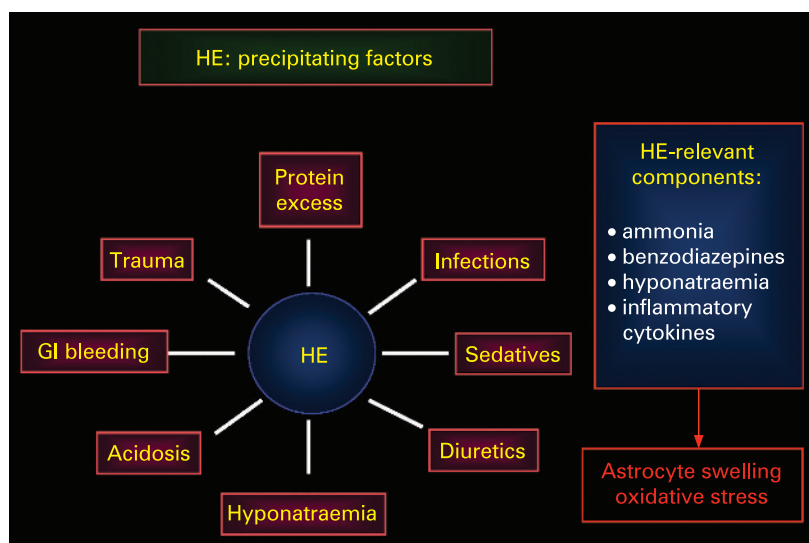 HE: precipitating factors
Protein
excess
Trauma
Infections
GI bleeding
HE
Sedatives
Acidosis
Diuretics
Hyponatraemia
HE-relevant
components:
• ammonia
• benzodiazepines
• hyponatraemia
• inflammatory
cytokines
Astrocyte swelling
oxidative stress